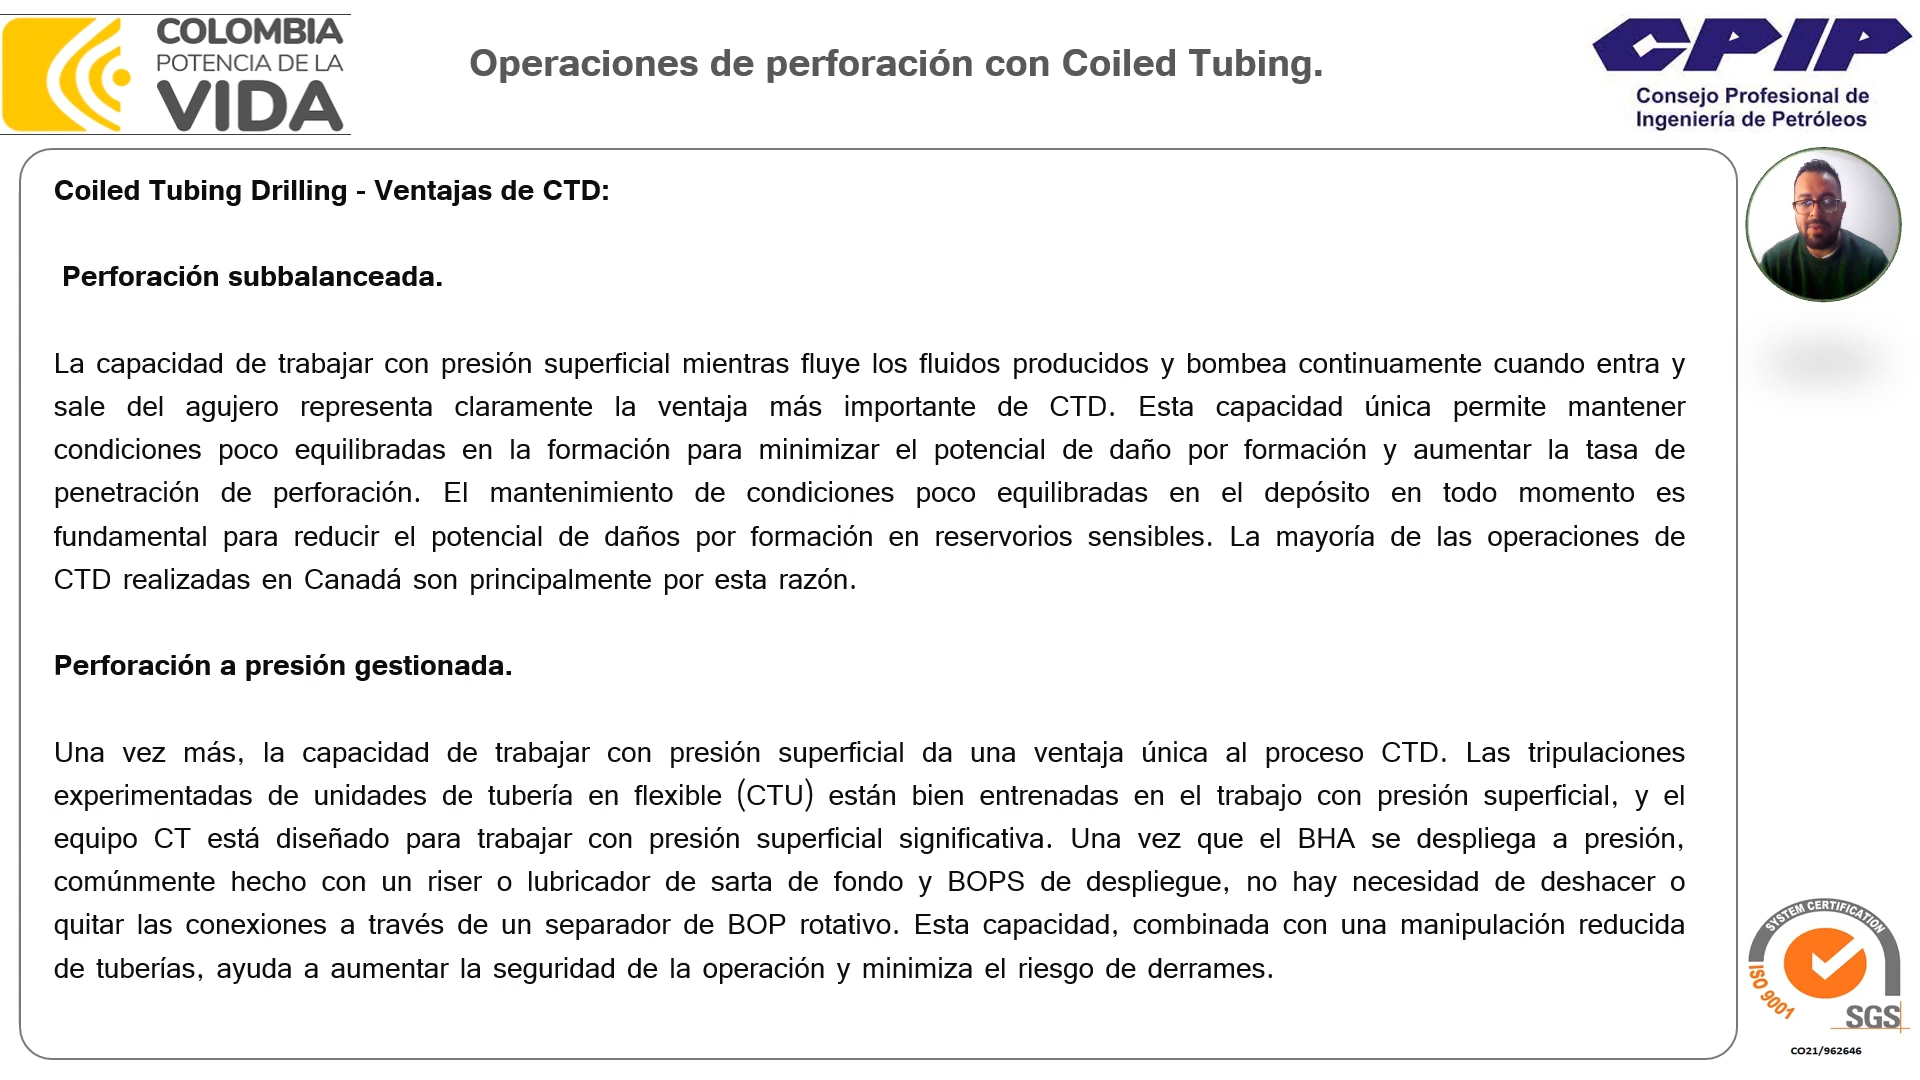 COLOMBIA
POTENCIA DE LA
VIDA
Operaciones de perforación con Coiled Tubing.
CPIP
Consejo Profesional de
Ingeniería de Petróleos
Coiled Tubing Drilling - Ventajas de CTD:
Perforación subbalanceada.
La capacidad de trabajar con presión superficial mientras fluye los fluidos producidos y bombea continuamente cuando entra y
sale del agujero representa claramente la ventaja más importante de CTD. Esta capacidad única permite mantener
condiciones poco equilibradas en la formación para minimizar el potencial de daño por formación y aumentar la tasa de
penetración de perforación. El mantenimiento de condiciones poco equilibradas en el depósito en todo momento es
fundamental para reducir el potencial de daños por formación en reservorios sensibles. La mayoría de las operaciones de
CTD realizadas en Canadá son principalmente por esta razón.
Perforación a presión gestionada.
Una vez más, la capacidad de trabajar con presión superficial da una ventaja única al proceso CTD. Las tripulaciones
experimentadas de unidades de tubería en flexible (CTU) están bien entrenadas en el trabajo con presión superficial, y el
equipo CT está diseñado para trabajar con presión superficial significativa. Una vez que el BHA se despliega a presión,
comúnmente hecho con un riser o lubricador de sarta de fondo y BOPS de despliegue, no hay necesidad de deshacer o
quitar las conexiones a través de un separador de BOP rotativo. Esta capacidad, combinada con una manipulación reducida
de tuberías, ayuda a aumentar la seguridad de la operación y minimiza el riesgo de derrames.
SYSTEM CERTIFICATION
ISO 9001
SGS
CO21/962646